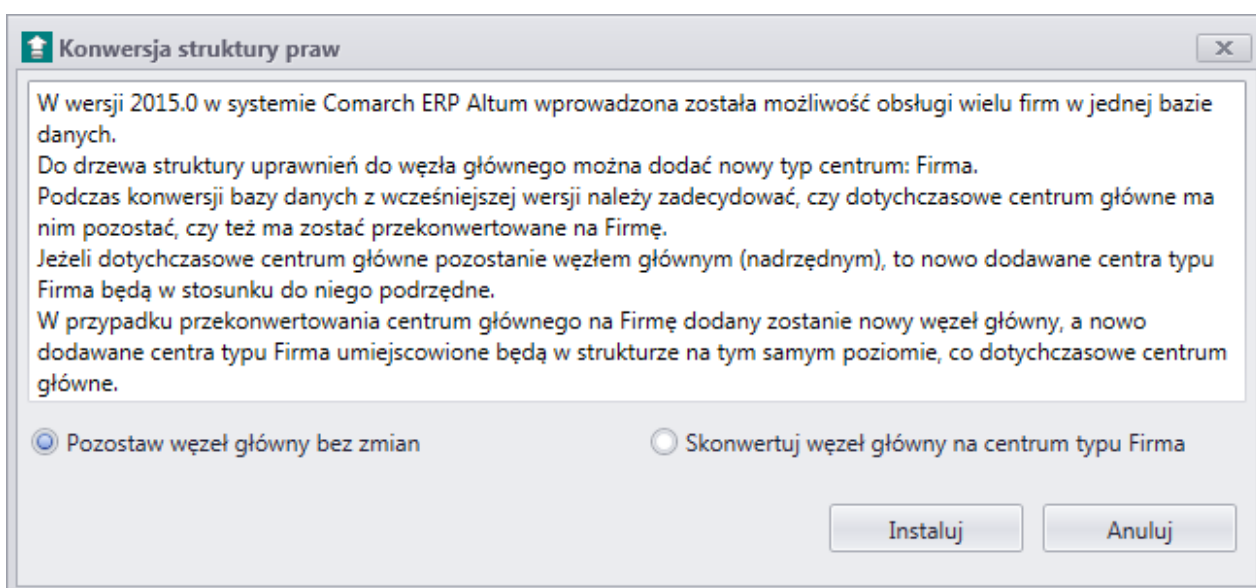 Konwersja struktury praw
W wersji 2015.0 w systemie Comarch ERP Altum wprowadzona została możliwość obsługi wielu firm w jednej bazie
danych.
Do drzewa struktury uprawnień do węzła głównego można dodać nowy typ centrum: Firma.
Podczas konwersji bazy danych z wcześniejszej wersji należy zadecydować, czy dotychczasowe centrum główne ma
nim pozostać, czy też ma zostać przekonwertowane na Firmę.
Jeżeli dotychczasowe centrum główne pozostanie węzłem głównym (nadrzędnym), to nowo dodawane centra typu
Firma będą w stosunku do niego podrzędne.
W przypadku przekonwertowania centrum głównego na Firmę dodany zostanie nowy węzeł główny, a nowo
dodawane centra typu Firma umiejscowione będą w strukturze na tym samym poziomie, co dotychczasowe centrum
główne.
Pozostaw węzeł główny bez zmian
Skonwertuj węzeł główny na centrum typu Firma
Instaluj
Anuluj